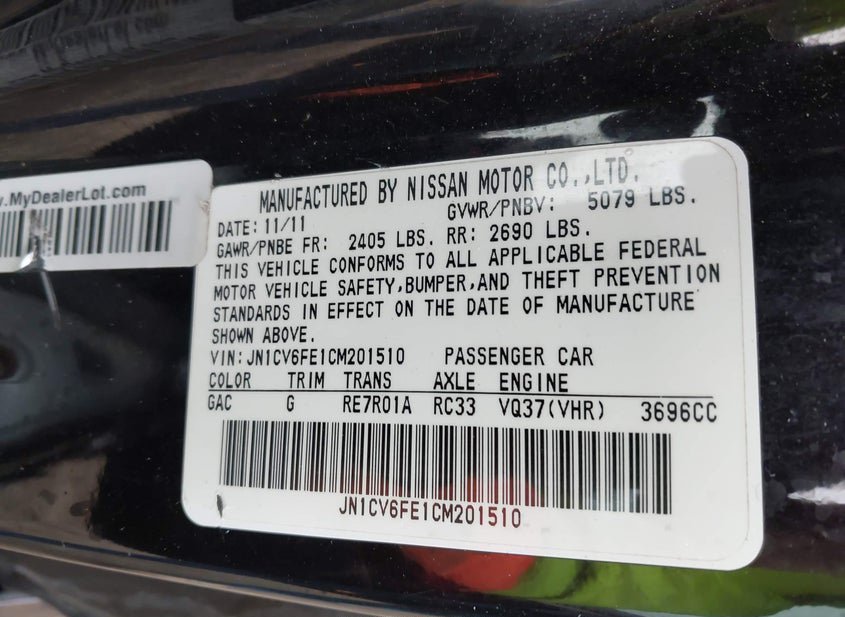 w.MyDealerLot.com
MANUFACTURED BY NISSAN MOTOR CO.,LTD.
DATE: 11/11 GVWR/PNBV: 5079 LBS.
GAWR/PNBE FR: 2405 LBS. RR: 2690 LBS.
THIS VEHICLE CONFORMS TO ALL APPLICABLE FEDERAL
MOTOR VEHICLE SAFETY,BUMPER,AND THEFT PREVENTION
STANDARDS IN EFFECT ON THE DATE OF MANUFACTURE
SHOWN ABOVE.
VIN:JN1CV6FE1CM201510 PASSENGER CAR
COLOR TRIM TRANS AXLE ENGINE
GAC G RE7R01A RC33 VQ37(VHR) 3696CC
JN1CV6FE1CM201510